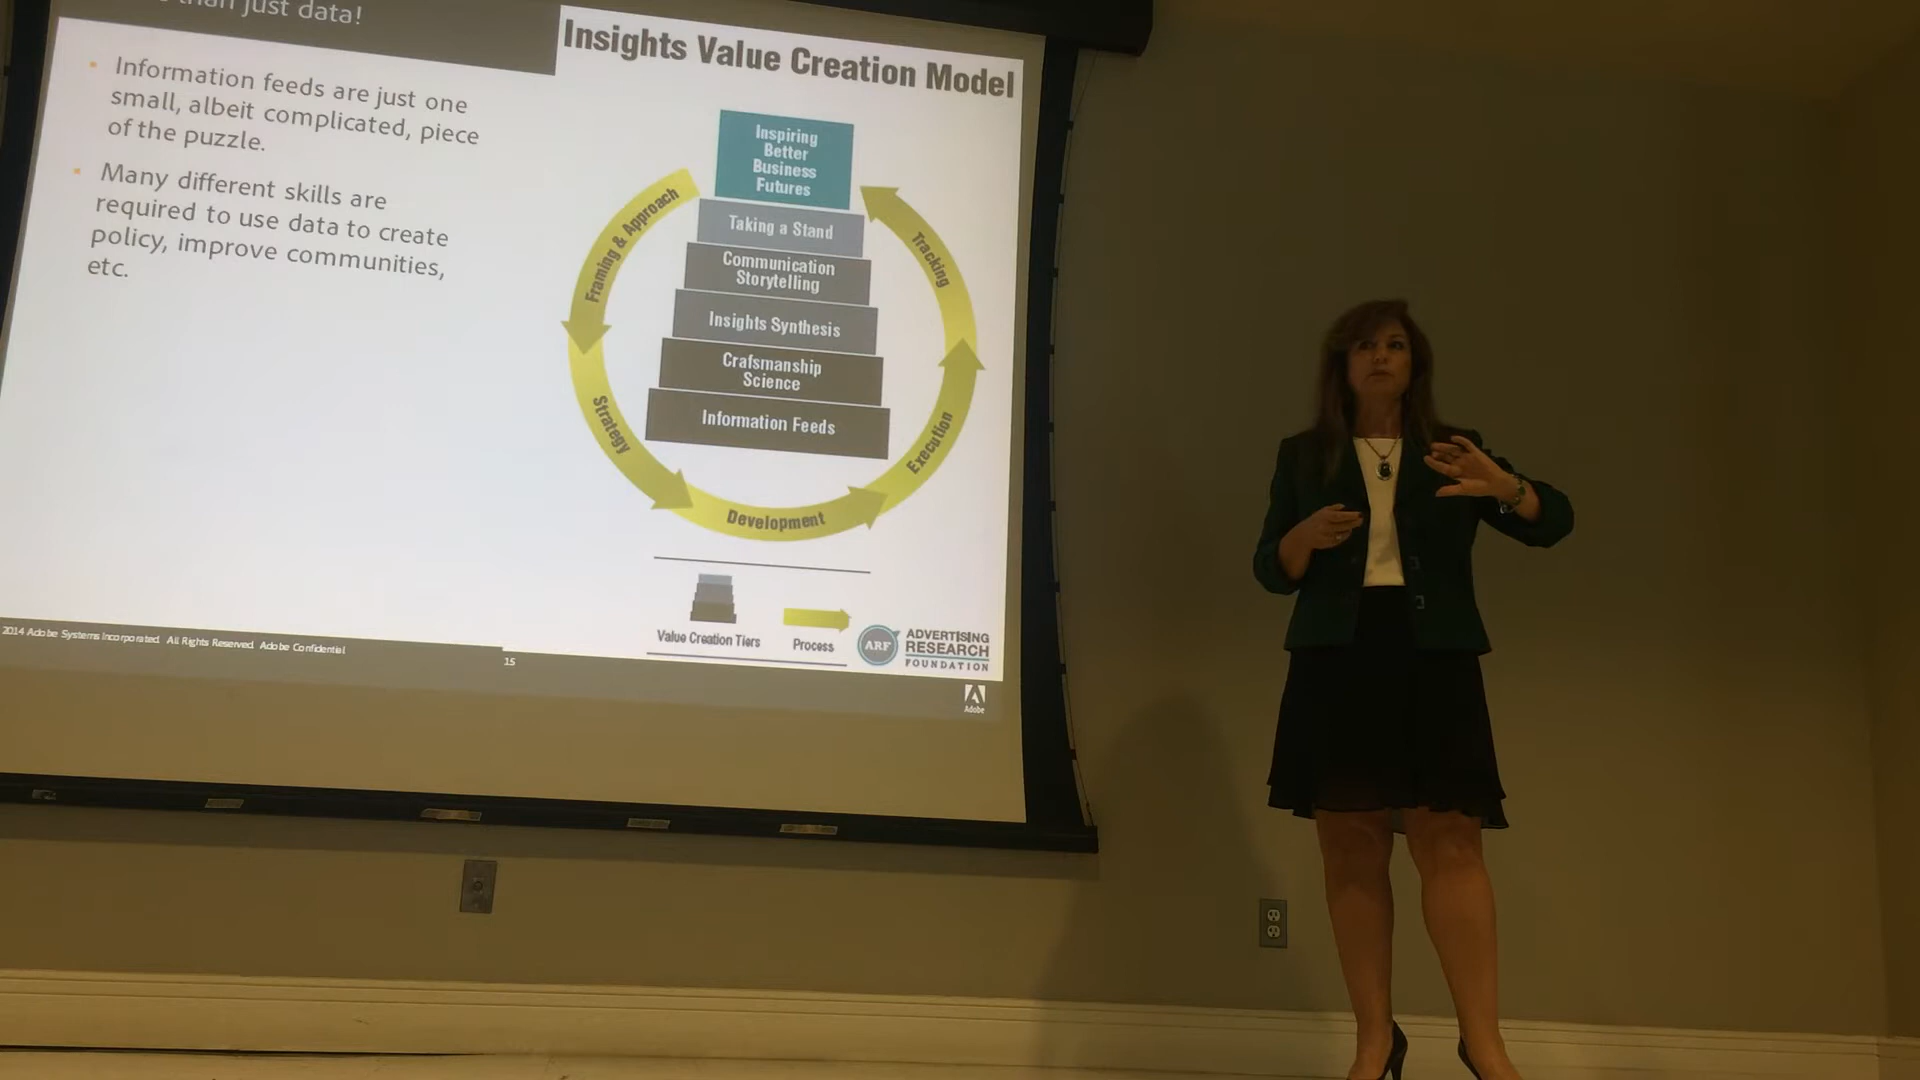 than just data!
Information feeds are just one
small, albeit complicated, piece
of the puzzle.
Many different skills are
required to use data to create
policy, improve communities,
etc.
Insights Value Creation Model
Inspiring
Better
Business
Futures
Taking a Stand
Communication
Storytelling
Insights Synthesis
Crafsmanship
Science
Information Feeds
Framing & Approach
Strategy
Development
Execution
Tracking
Value Creation Tiers
Process
ARF
ADVERTISING
RESEARCH
FOUNDATION
2014 Adobe Systems Incorporated. All Rights Reserved. Adobe Confidential.
15
Adobe